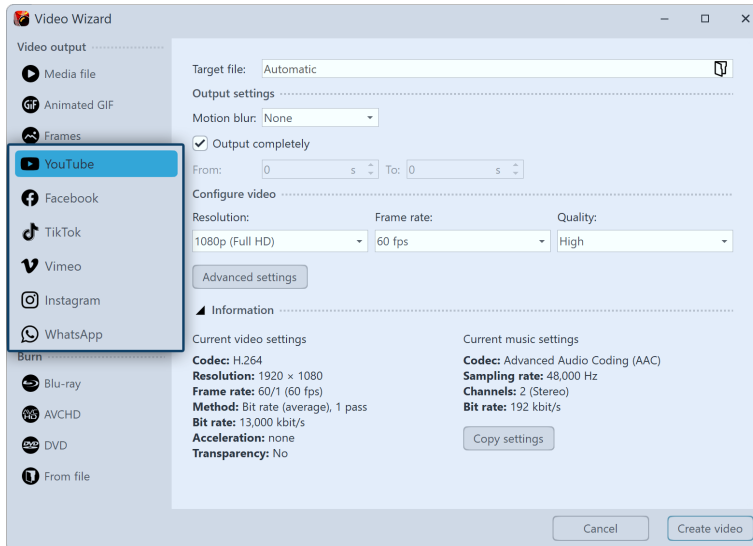 Video Wizard
Video output
Media file
GIF Animated GIF
Frames
YouTube
Facebook
TikTok
Vimeo
Instagram
WhatsApp
Burn
Blu-ray
AVCHD
DVD
From file
Target file: Automatic
Output settings
Motion blur: None
Output completely
From: 0 s To: 0 s
Configure video
Resolution: Frame rate: Quality:
1080p (Full HD) 60 fps High
Advanced settings
Information
Current video settings
Codec: H.264
Resolution: 1920 × 1080
Frame rate: 60/1 (60 fps)
Method: Bit rate (average), 1 pass
Bit rate: 13,000 kbit/s
Acceleration: none
Transparency: No
Current music settings
Codec: Advanced Audio Coding (AAC)
Sampling rate: 48,000 Hz
Channels: 2 (Stereo)
Bit rate: 192 kbit/s
Copy settings
Cancel Create video